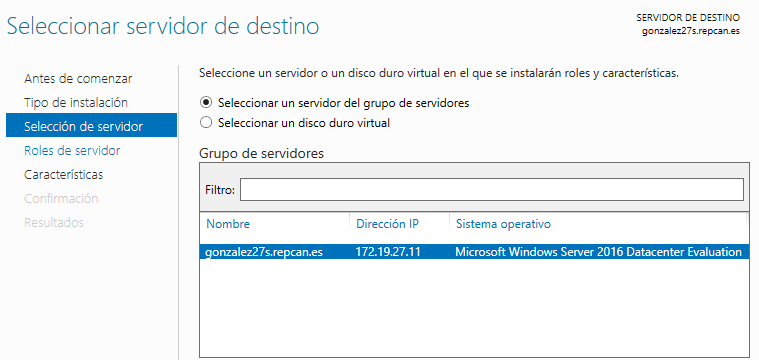 Seleccionar servidor de destino
SERVIDOR DE DESTINO
gonzalez27s.repcan.es
Antes de comenzar
Tipo de instalación
Selección de servidor
Roles de servidor
Características
Confirmación
Resultados
Seleccione un servidor o un disco duro virtual en el que se instalarán roles y características.
Seleccionar un servidor del grupo de servidores
Seleccionar un disco duro virtual
Grupo de servidores
Filtro:
Nombre Dirección IP Sistema operativo
gonzalez27s.repcan.es 172.19.27.11 Microsoft Windows Server 2016 Datacenter Evaluation